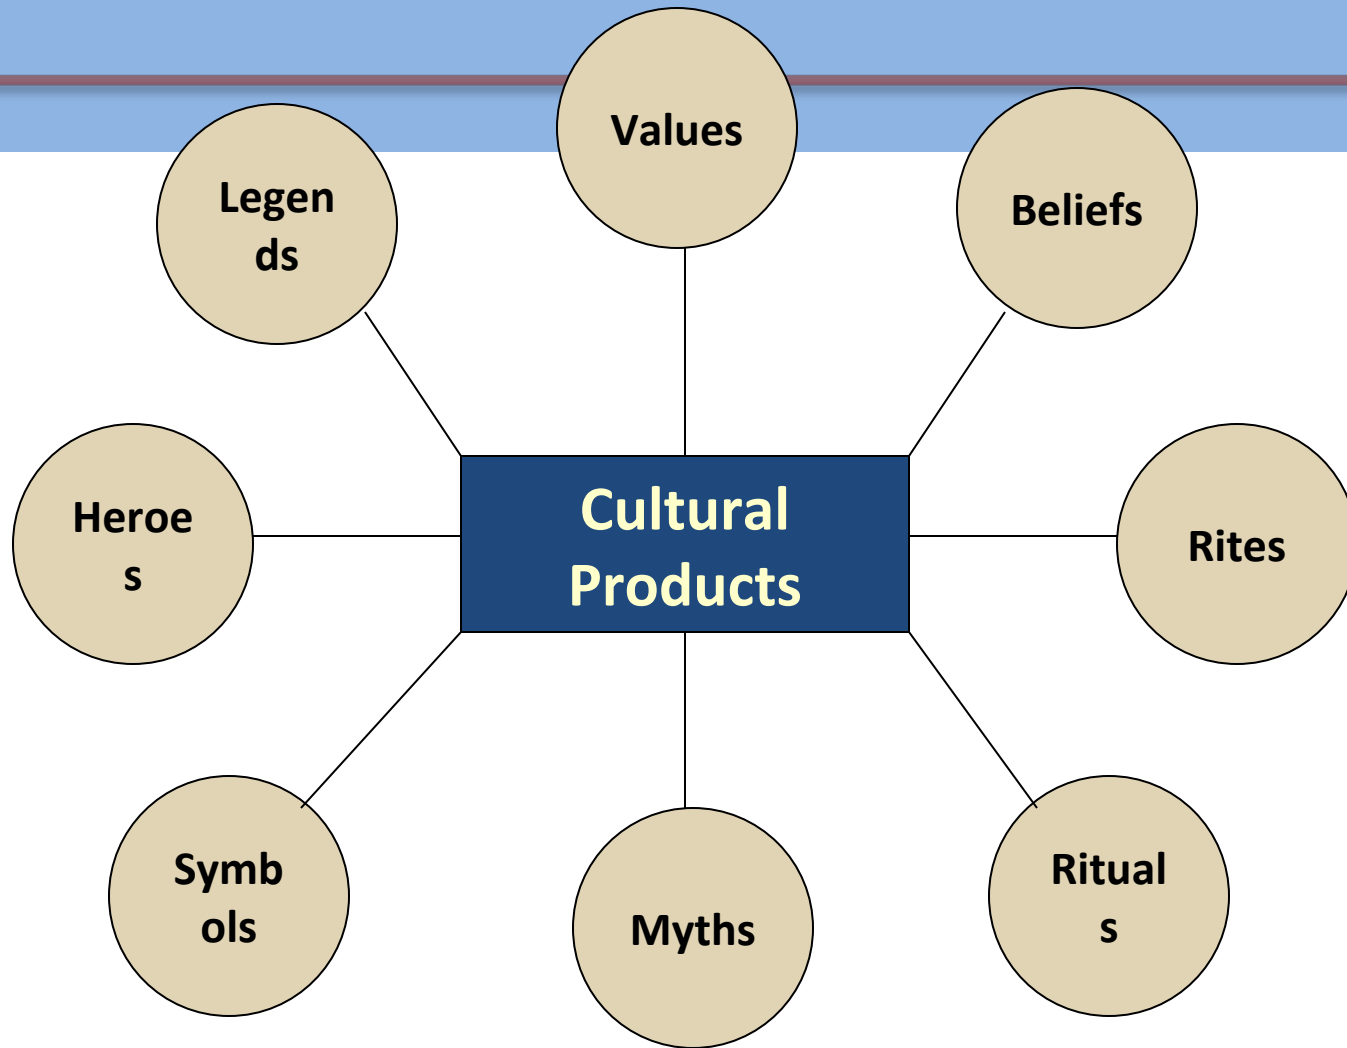 Values
Legen
ds
Beliefs
Cultural
Products
Heroe
s
Rites
Symb
ols
Myths
Ritual
s